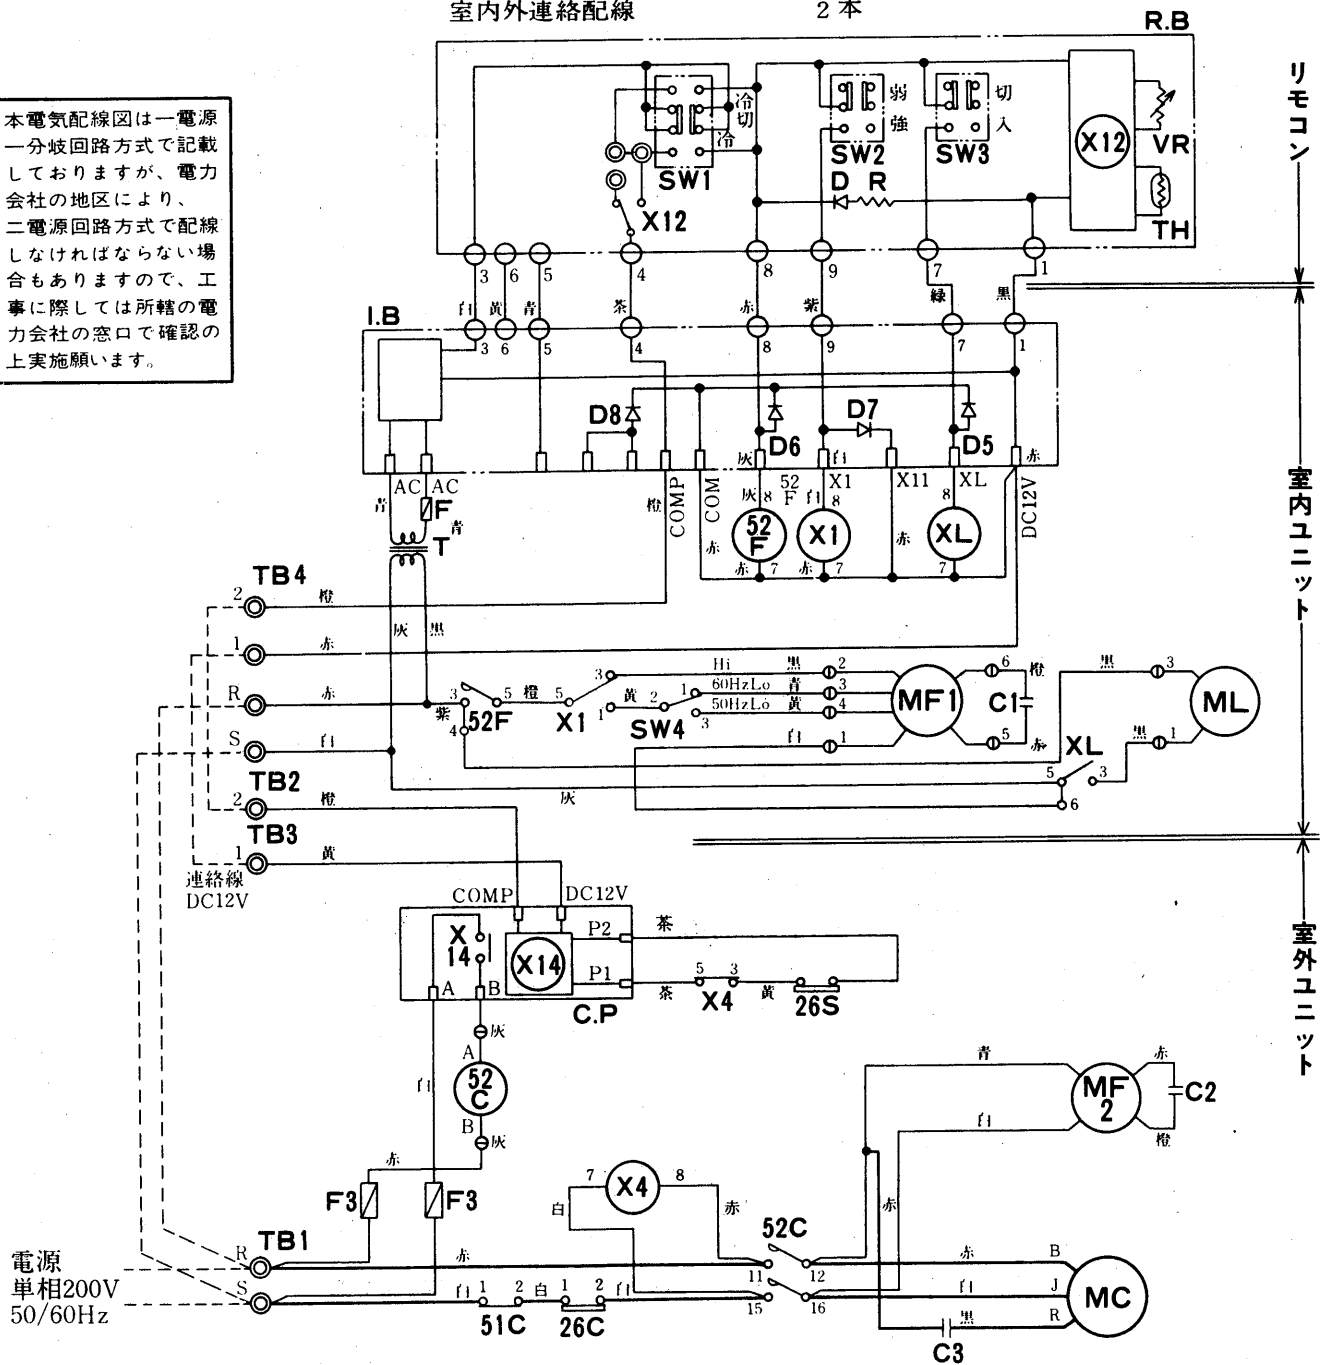 室内外連絡配線 2本
R.B
リモコン
本電気配線図は一電源
一分岐回路方式で記載
しておりますが、電力
会社の地区により、
二電源回路方式で配線
しなければならない場
合もありますので、工
事に際しては所轄の電
力会社の窓口で確認の
上実施願います。
冷 切 冷
弱 強
切 入
SW1
SW2
SW3
X12
VR
TH
D R
X12
3 6 5 4 8 9 7 1
白 黄 青 茶 赤 紫 緑 黒
I.B
3 6 5 4 8 9 7 1
D8
D6
D7
D5
灰 白 赤
AC AC
COMP
COM
52F
X1
X11
XL
DC12V
室内ユニット
青 F 青
T
橙 赤 灰 8 白 8 赤 8
52F
X1
XL
赤 7 赤 7 7
TB4
2 橙
灰 黒
1 赤
R 赤
紫 3 5 橙 5 3
4
52F
X1
1 黄 2 1 3
SW4
Hi 黒 2
60HzLo 青 3
50HzLo 黄 4
白 1
MF1
6 橙
C1
5 赤
黒 3
ML
黒 1
XL
5 3
6
S 白
灰
TB2
2 橙
TB3
1 黄
連絡線
DC12V
COMP DC12V
X14
X14
P2 茶
P1 茶
A B
C.P
5 3
X4
黄
26S
室外ユニット
灰
A
52C
B
灰
白
赤
F3 F3
青
MF2
赤
C2
橙
白
7 X4 8
白 赤
赤
52C
TB1
R 赤
11 12
赤 B
S 白 1 2 白 1 2 白
51C
26C
15 16
白 J
黒 R
MC
C3
電源
単相200V
50/60Hz